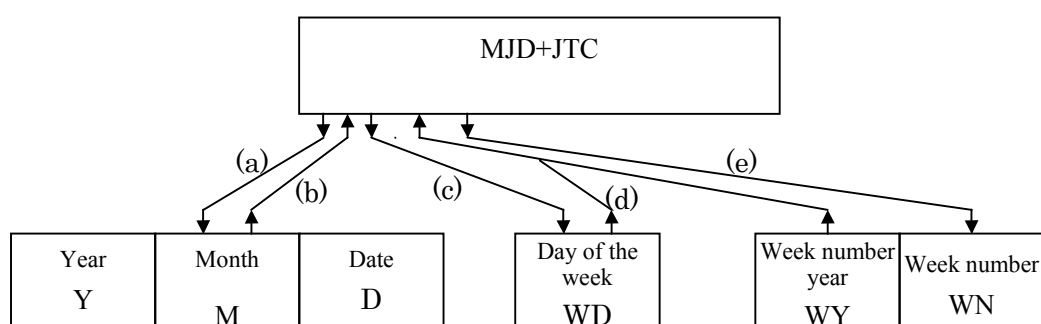 MJD+JTC
(a)
(b)
(c)
(d)
(e)
Year
Y
Month
M
Date
D
Day of the
week
WD
Week number
year
WY
Week number
WN